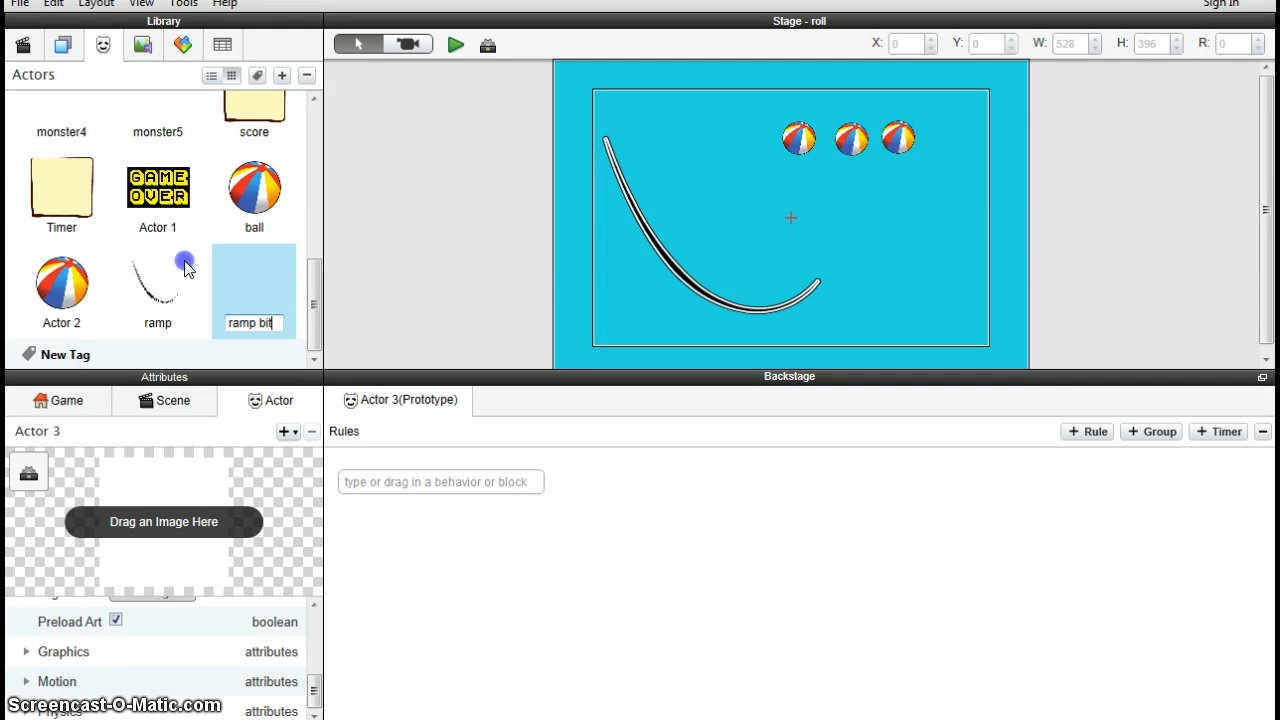 File Edit Layout View Tools Help Sign In
Library
Stage - roll
X: 0 Y: 0 W: 528 H: 396 R: 0
Actors
monster4 monster5 score
GAME
OVER
Timer Actor 1 ball
Actor 2 ramp ramp bit
New Tag
Attributes
Backstage
Game Scene Actor
Actor 3(Prototype)
Actor 3
Rules
+ Rule + Group + Timer
type or drag in a behavior or block
Drag an Image Here
Preload Art boolean
Graphics attributes
Motion attributes
Physics attributes
Screencast-O-Matic.com